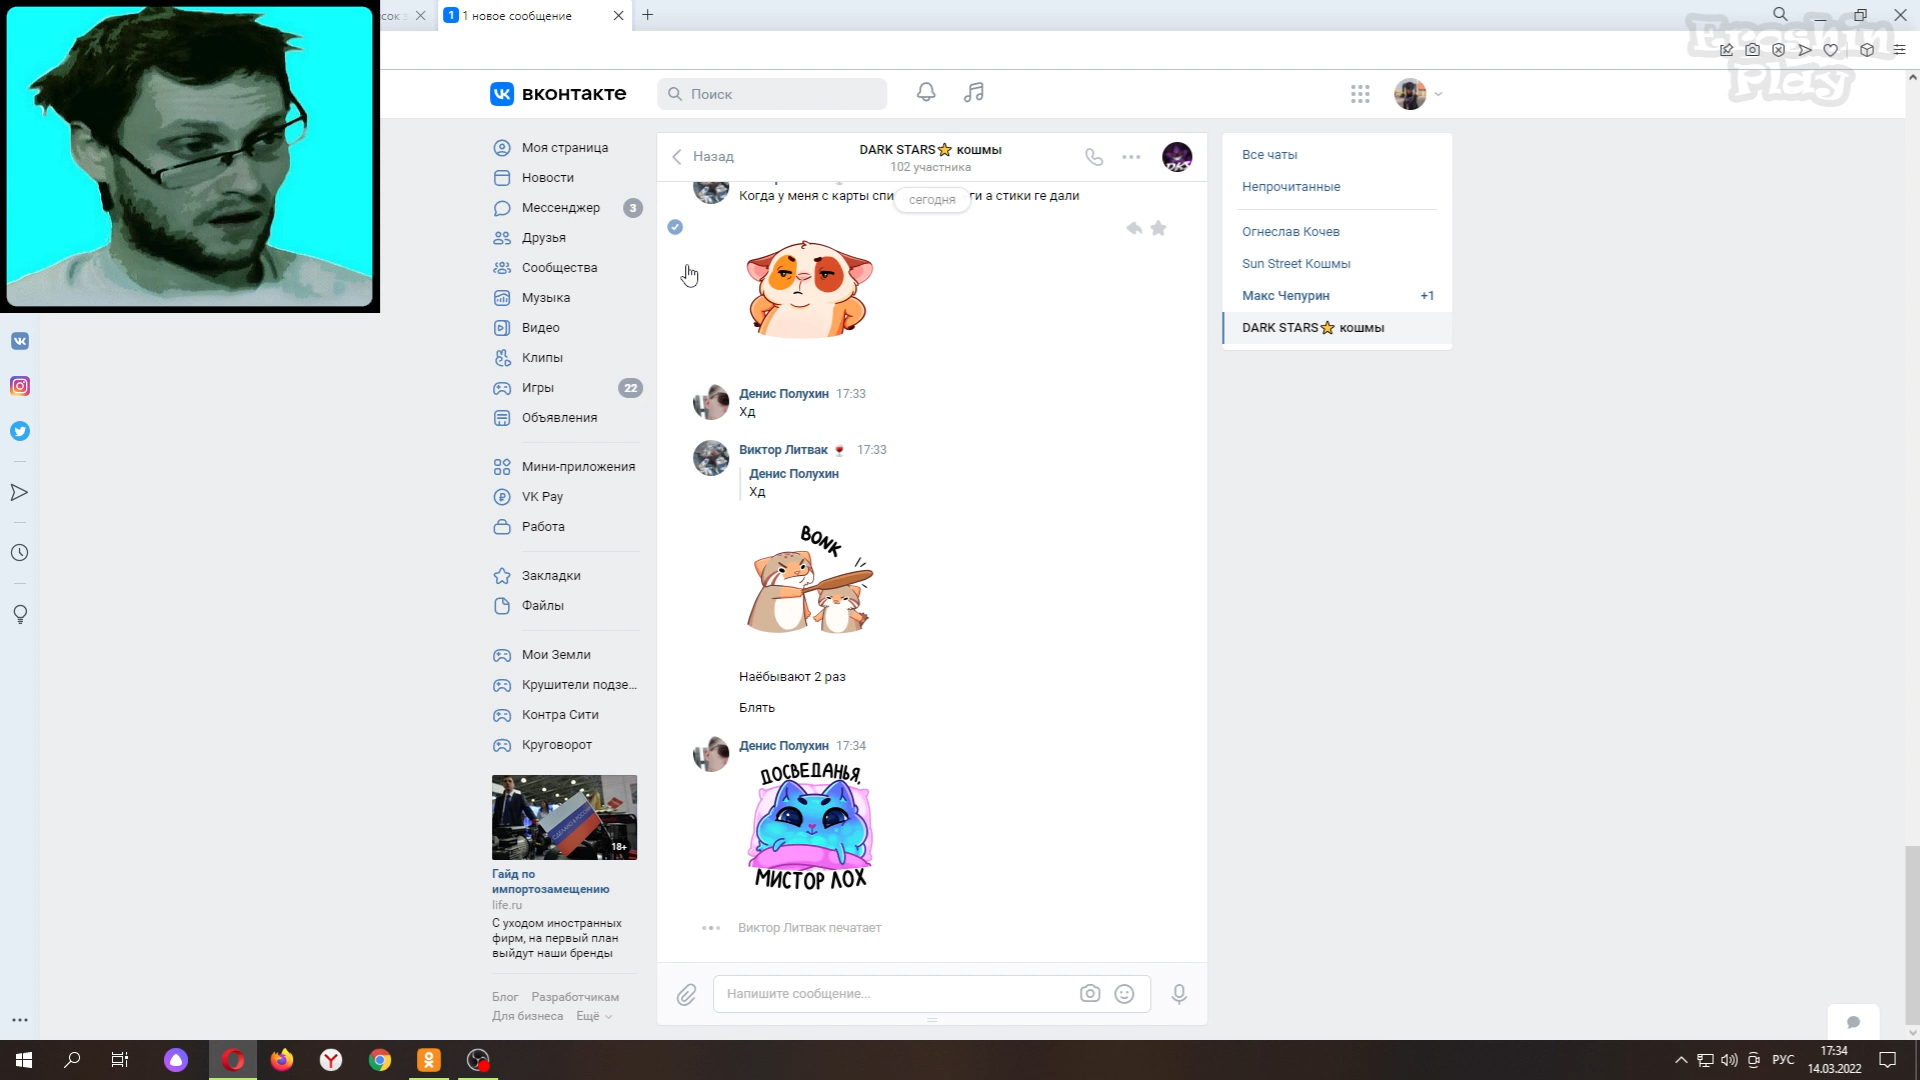 1 новое сообщение
Eroshin
Play
вконтакте
Поиск
Моя страница
Новости
Мессенджер 3
Друзья
Сообщества
Музыка
Видео
Клипы
Игры 22
Объявления
Мини-приложения
VK Pay
Работа
Закладки
Файлы
Мои Земли
Крушители подзе...
Контра Сити
Круговорот
18+
Гайд по
импортозамещению
life.ru
С уходом иностранных
фирм, на первый план
выйдут наши бренды
Блог Разработчикам
Для бизнеса Ещё
Назад
DARK STARS⭐ кошмы
102 участника
Когда у меня с карты спи
сегодня
а стики ге дали
Денис Полухин 17:33
Хд
Виктор Литвак 🍷 17:33
Денис Полухин
Хд
BONK
Наёбывают 2 раз
Блять
Денис Полухин 17:34
ДОСВЕДАНЬЯ,
МИСТОР ЛОХ
Виктор Литвак печатает
Напишите сообщение...
Все чаты
Непрочитанные
Огнеслав Кочев
Sun Street Кошмы
Макс Чепурин +1
DARK STARS⭐ кошмы
РУС
17:34
14.03.2022